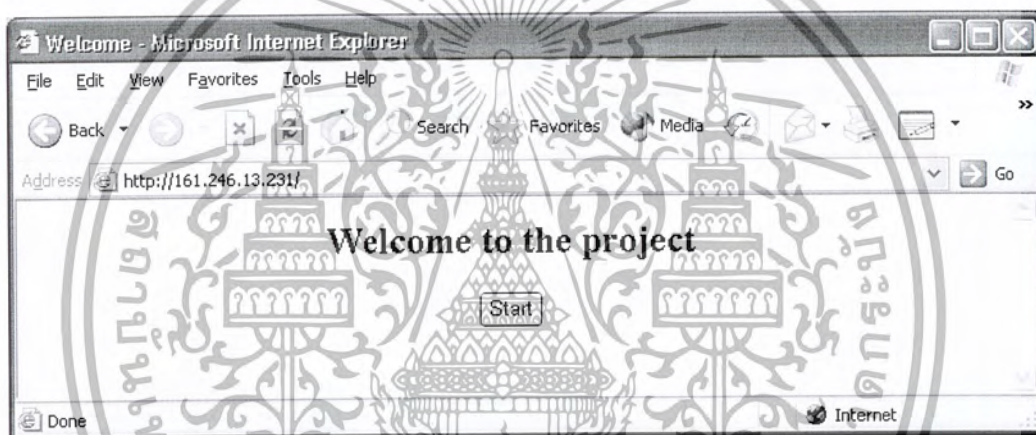 Welcome - Microsoft Internet Explorer
File Edit View Favorites Tools Help
Back Search Favorites Media
Address http://161.246.13.231/ Go
Welcome to the project
Start
Done Internet